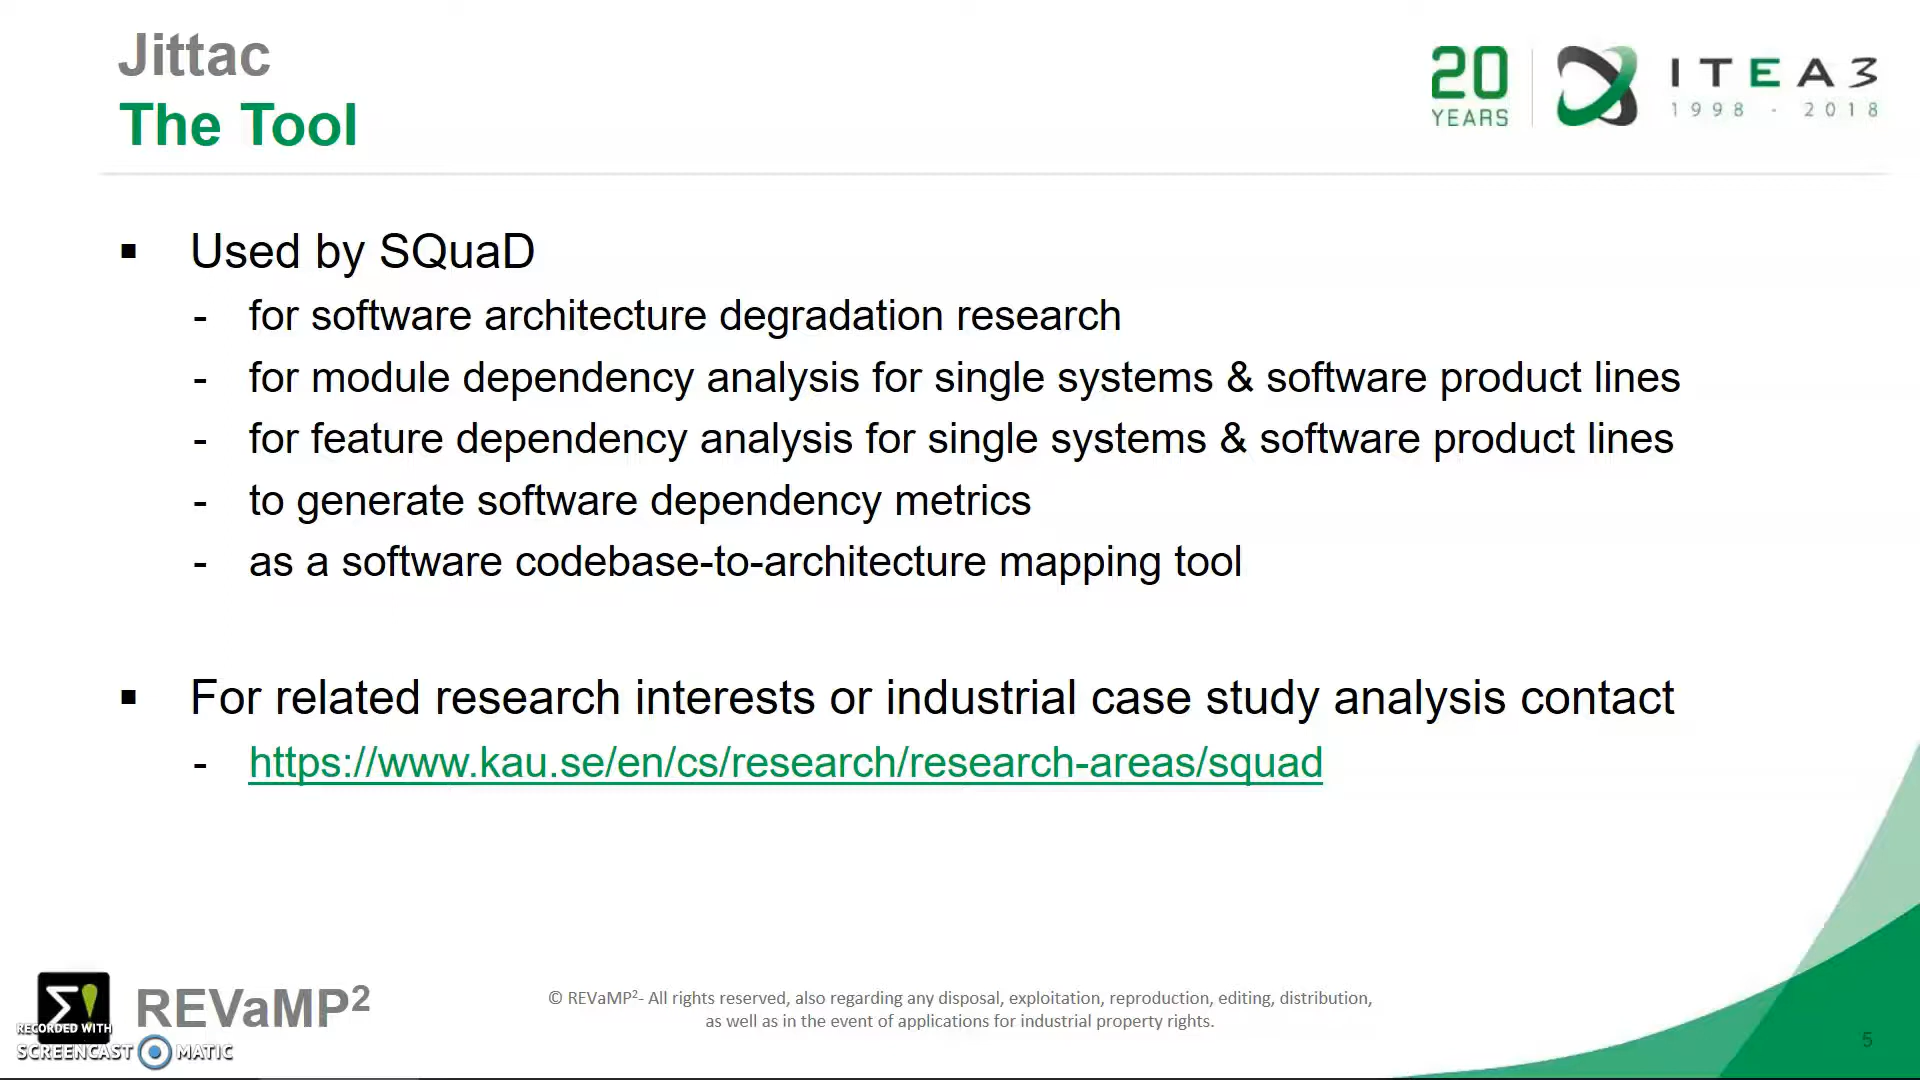 Jittac
The Tool
20
YEARS
ITEA3
1998 - 2018
▪ Used by SQuaD
- for software architecture degradation research
- for module dependency analysis for single systems & software product lines
- for feature dependency analysis for single systems & software product lines
- to generate software dependency metrics
- as a software codebase-to-architecture mapping tool
▪ For related research interests or industrial case study analysis contact
- https://www.kau.se/en/cs/research/research-areas/squad
REVaMP²
© REVaMP²- All rights reserved, also regarding any disposal, exploitation, reproduction, editing, distribution,
as well as in the event of applications for industrial property rights.
RECORDED WITH
SCREENCAST MATIC
5